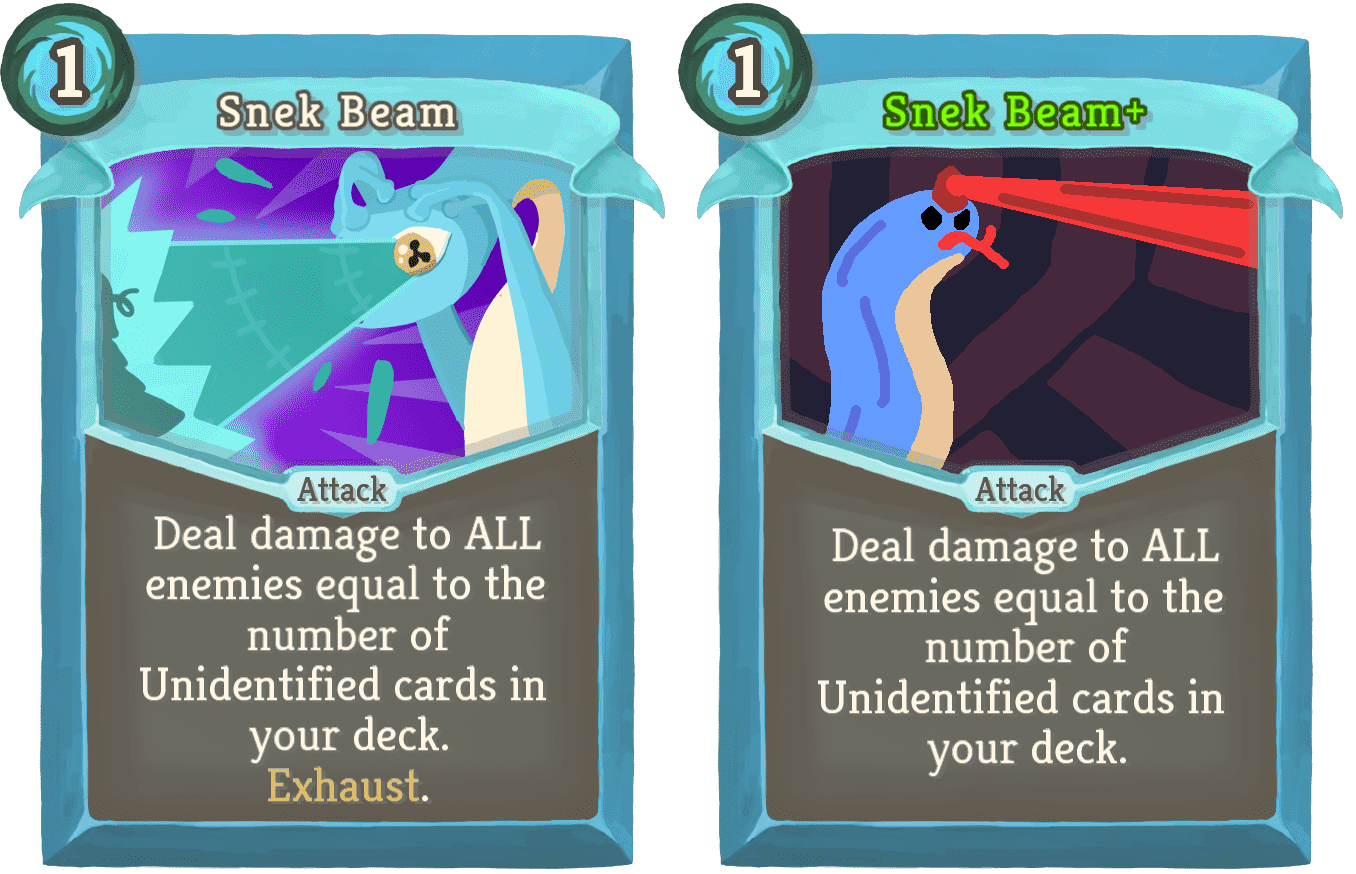 1
Snek Beam
Attack
Deal damage to ALL
enemies equal to the
number of
Unidentified cards in
your deck.
Exhaust.
1
Snek Beam+
Attack
Deal damage to ALL
enemies equal to the
number of
Unidentified cards in
your deck.